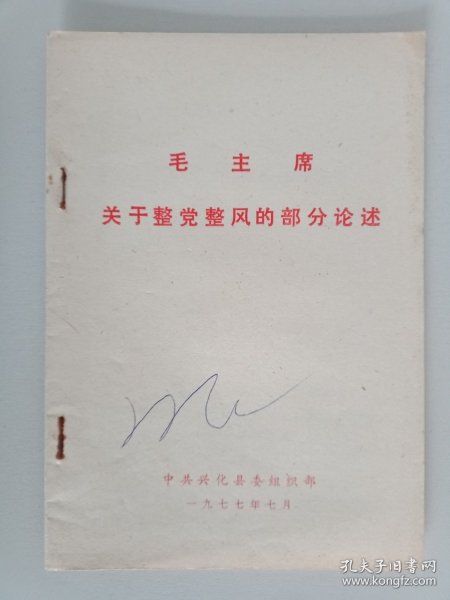 毛主席
关于整党整风的部分论述
中共兴化县委组织部
一九七七年七月
孔夫子旧书网
www.kongfz.com